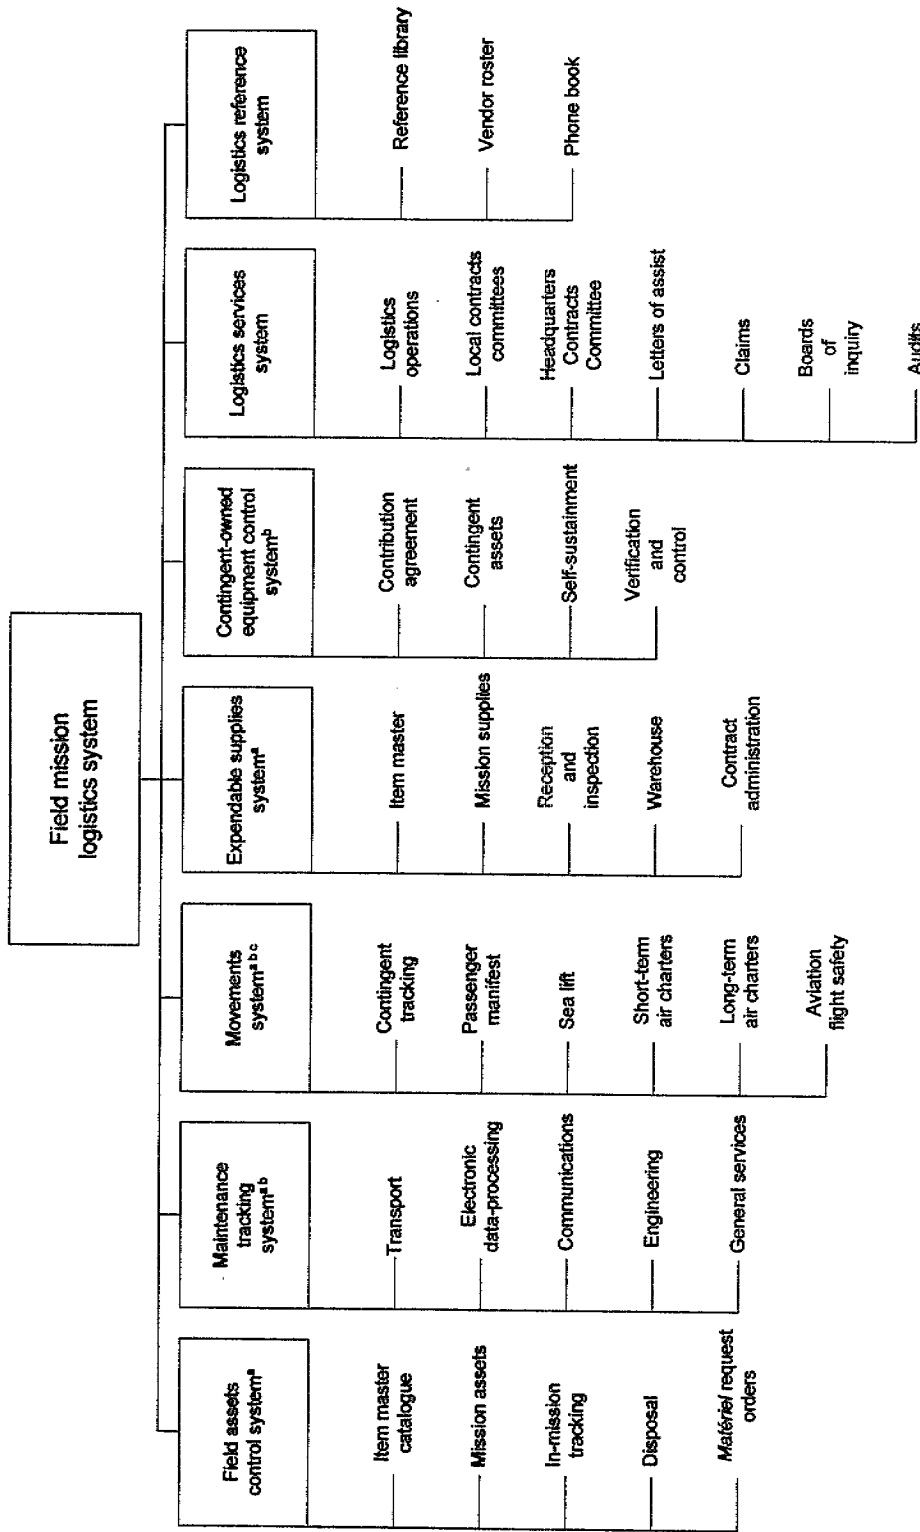 Field mission
logistics system
Field assets
control systemᵃ
Item master
catalogue
Mission assets
In-mission
tracking
Disposal
Matériel request
orders
Maintenance
tracking
systemᵃ ᵇ
Transport
Electronic
data-processing
Communications
Engineering
General services
Movements
systemᵃ ᵇ ᶜ
Contingent
tracking
Passenger
manifest
Sea lift
Short-term
air charters
Long-term
air charters
Aviation
flight safety
Expendable supplies
systemᵃ
Item master
Mission supplies
Reception
and
inspection
Warehouse
Contract
administration
Contingent-owned
equipment control
systemᵇ
Contribution
agreement
Contingent
assets
Self-sustainment
Verification
and
control
Logistics services
system
Logistics
operations
Local contracts
committees
Headquarters
Contracts
Committee
Letters of assist
Claims
Boards
of
inquiry
Audits
Logistics reference
system
Reference library
Vendor roster
Phone book